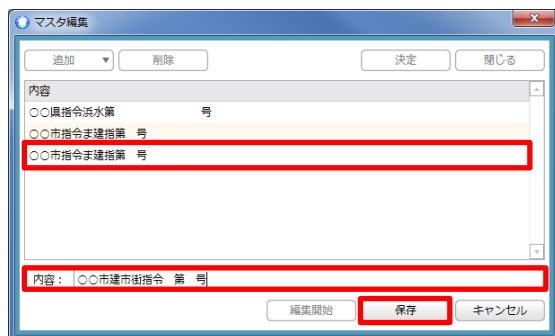 マスタ編集
追加 ▼ 削除 決定 閉じる
内容
○○県指令浜水第　　　　　　号
○○市指令ま建指第　号
○○市指令ま建指第　号
内容： ○○市建市街指令　第　号
編集開始 保存 キャンセル